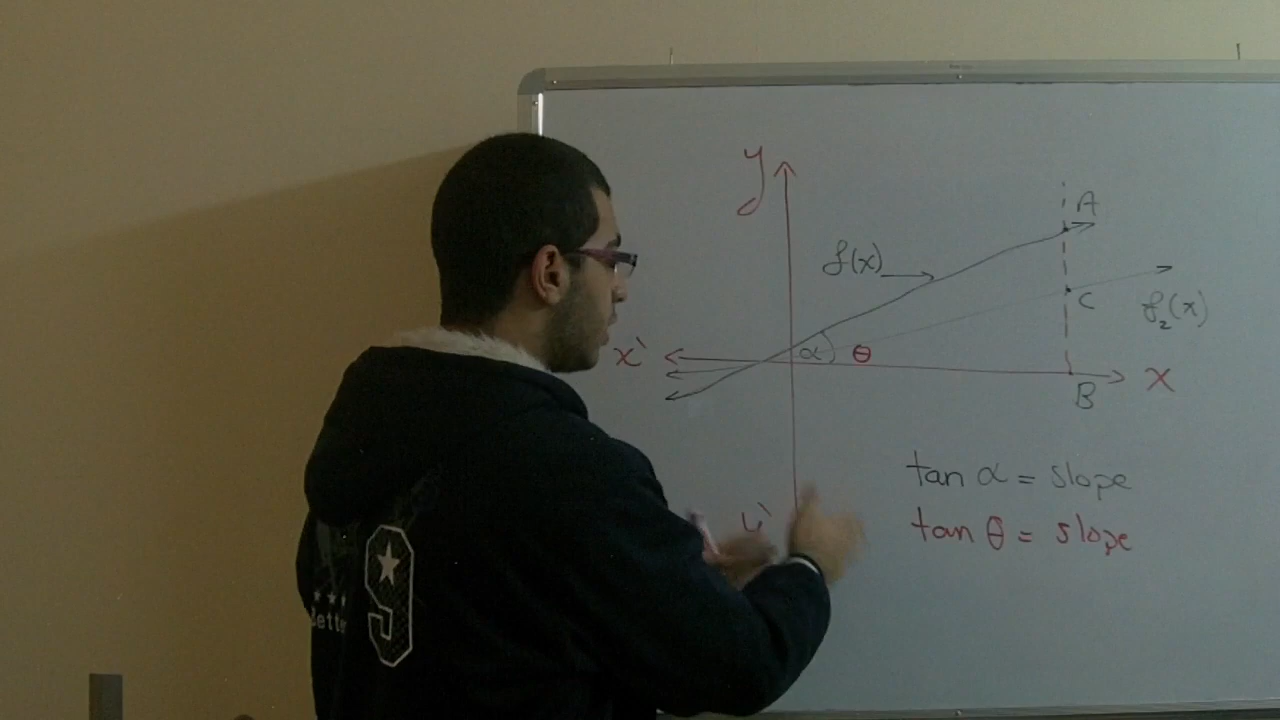 y
A
f(x)
C
f₂(x)
x`
α
θ
x
B
tan α = slope
y`
tan θ = slope
9